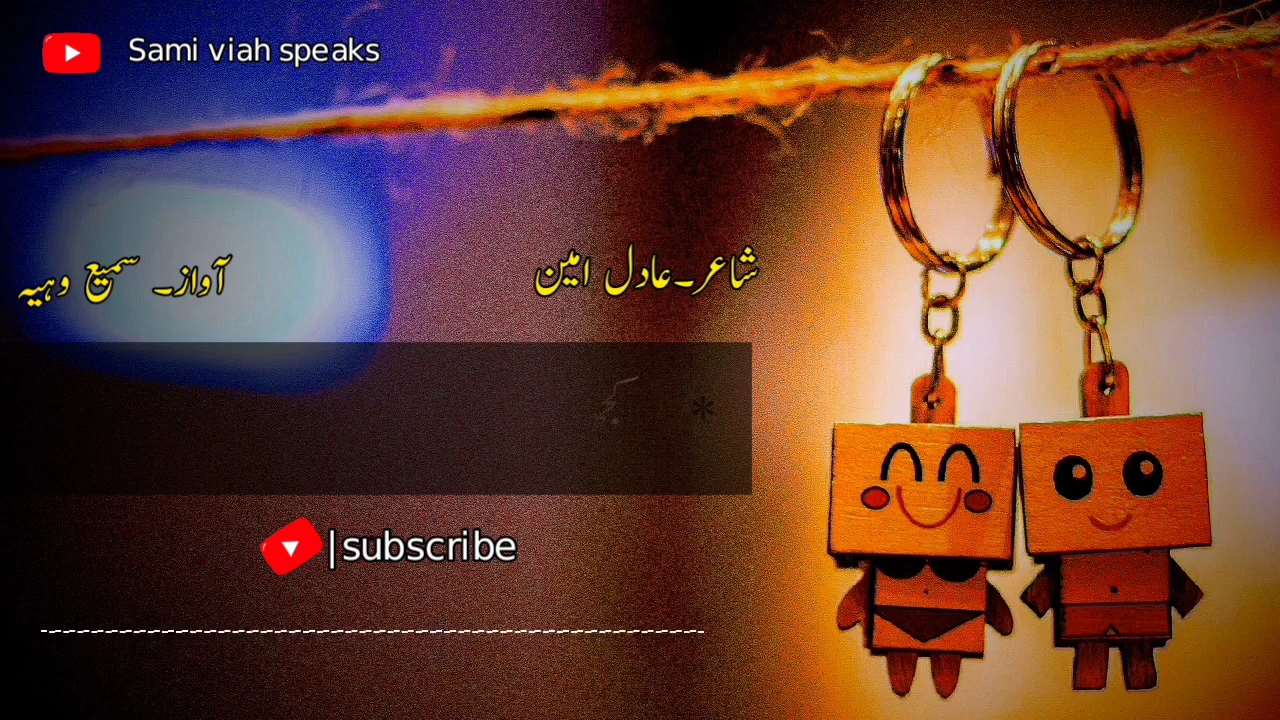 Sami viah speaks
شاعر۔عادل امین
آواز۔ سمیع وہیہ
*
|subscribe